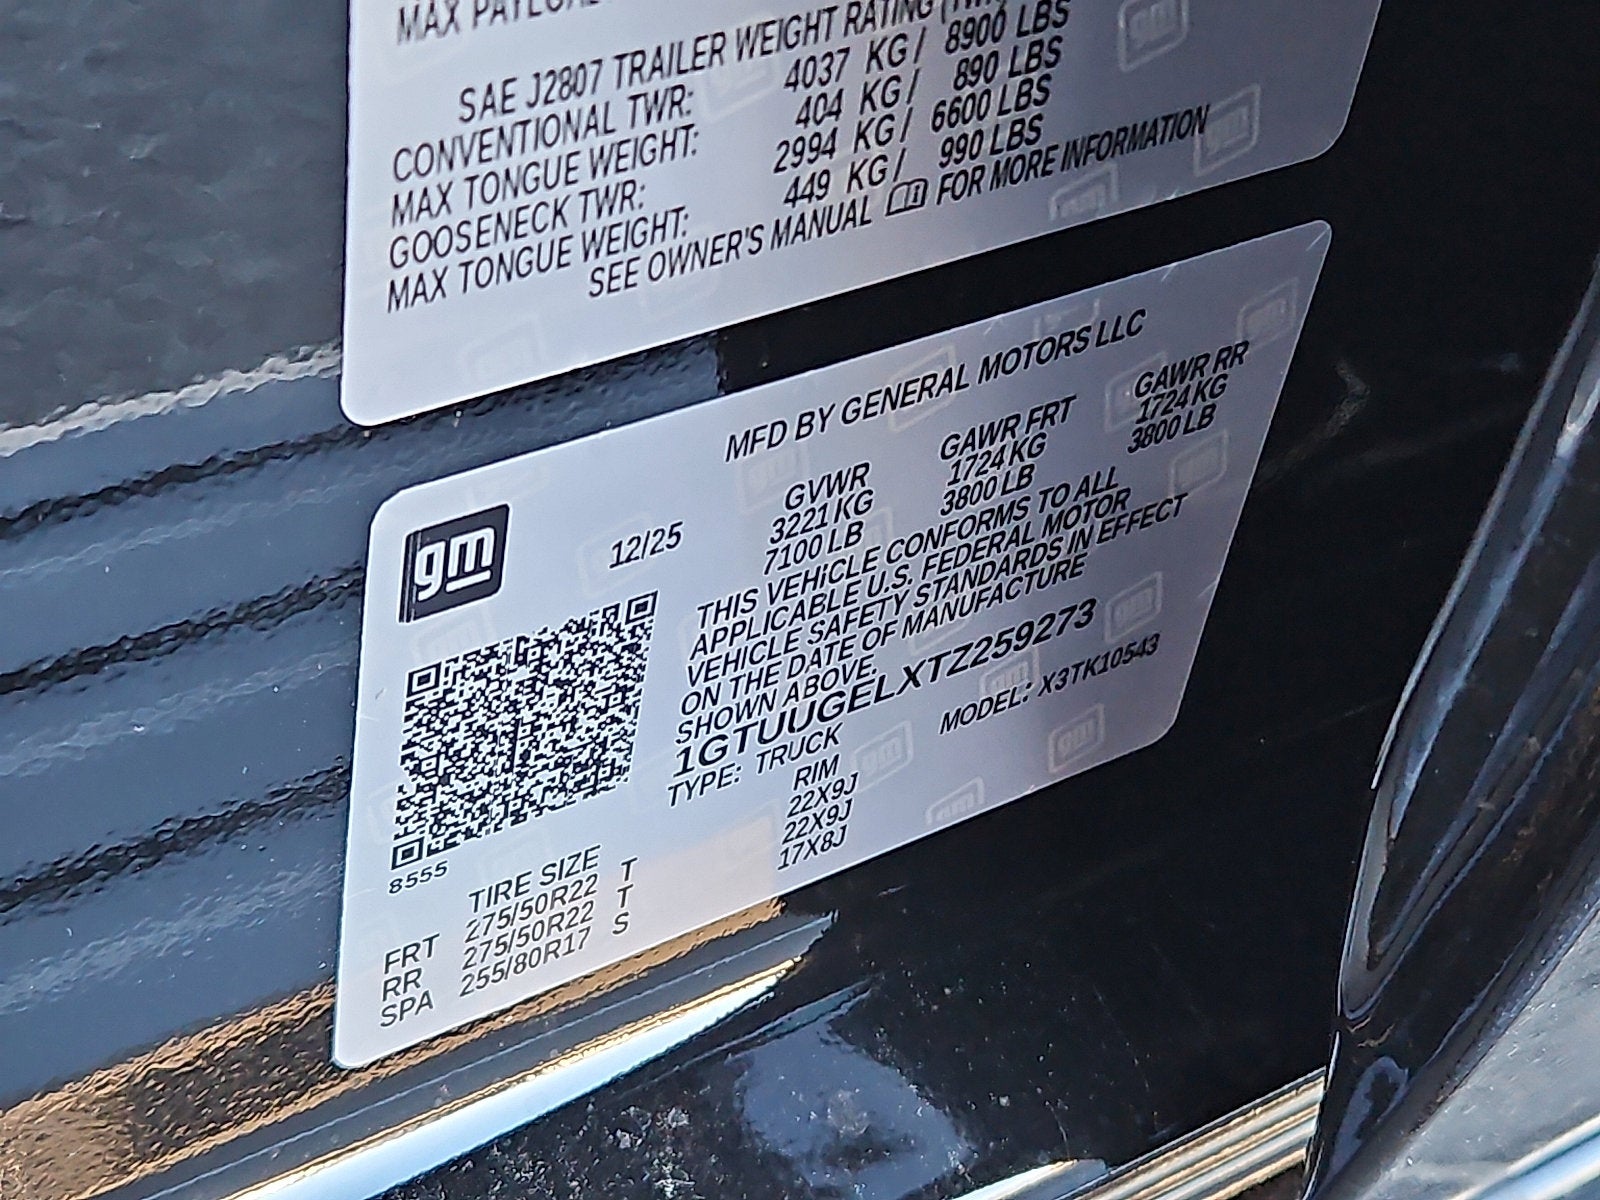 MAX
SAE J2807 TRAILER WEIGHT RATING
CONVENTIONAL TWR: 4037 KG/ 8900 LBS
MAX TONGUE WEIGHT: 404 KG/ 890 LBS
GOOSENECK TWR: 2994 KG/ 6600 LBS
MAX TONGUE WEIGHT: 449 KG/ 990 LBS
SEE OWNER'S MANUAL FOR MORE INFORMATION
MFD BY GENERAL MOTORS LLC
gm
12/25
GVWR GAWR FRT GAWR RR
3221 KG 1724 KG 1724 KG
7100 LB 3800 LB 3800 LB
THIS VEHICLE CONFORMS TO ALL
APPLICABLE U.S. FEDERAL MOTOR
VEHICLE SAFETY STANDARDS IN EFFECT
ON THE DATE OF MANUFACTURE
SHOWN ABOVE.
1GTUUGELXTZ259273
TYPE: TRUCK MODEL: X3TK10543
8555
TIRE SIZE RIM
FRT 275/50R22 T 22X9J
RR 275/50R22 T 22X9J
SPA 255/80R17 S 17X8J